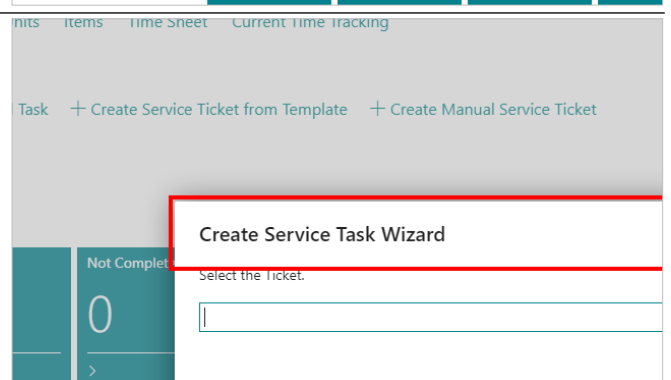 Items Time Sheet Current Time Tracking
Task + Create Service Ticket from Template + Create Manual Service Ticket
Create Service Task Wizard
Not Complet
Select the Ticket.
0